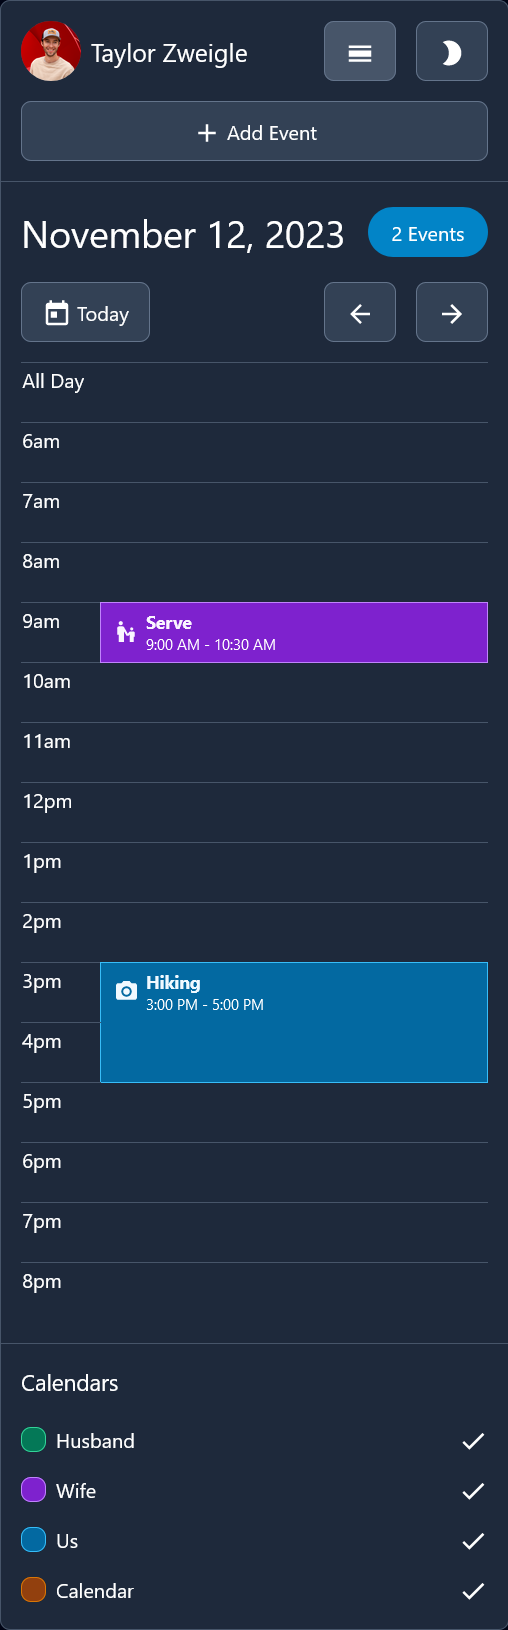 Taylor Zweigle
Add Event
November 12, 2023
2 Events
Today
All Day
6am
7am
8am
9am
Serve
9:00 AM - 10:30 AM
10am
11am
12pm
1pm
2pm
3pm
Hiking
3:00 PM - 5:00 PM
4pm
5pm
6pm
7pm
8pm
Calendars
Husband
Wife
Us
Calendar